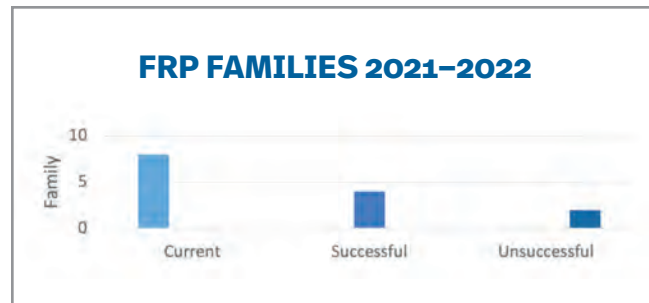 FRP FAMILIES 2021–2022
10
5
0
Family
Current Successful Unsuccessful